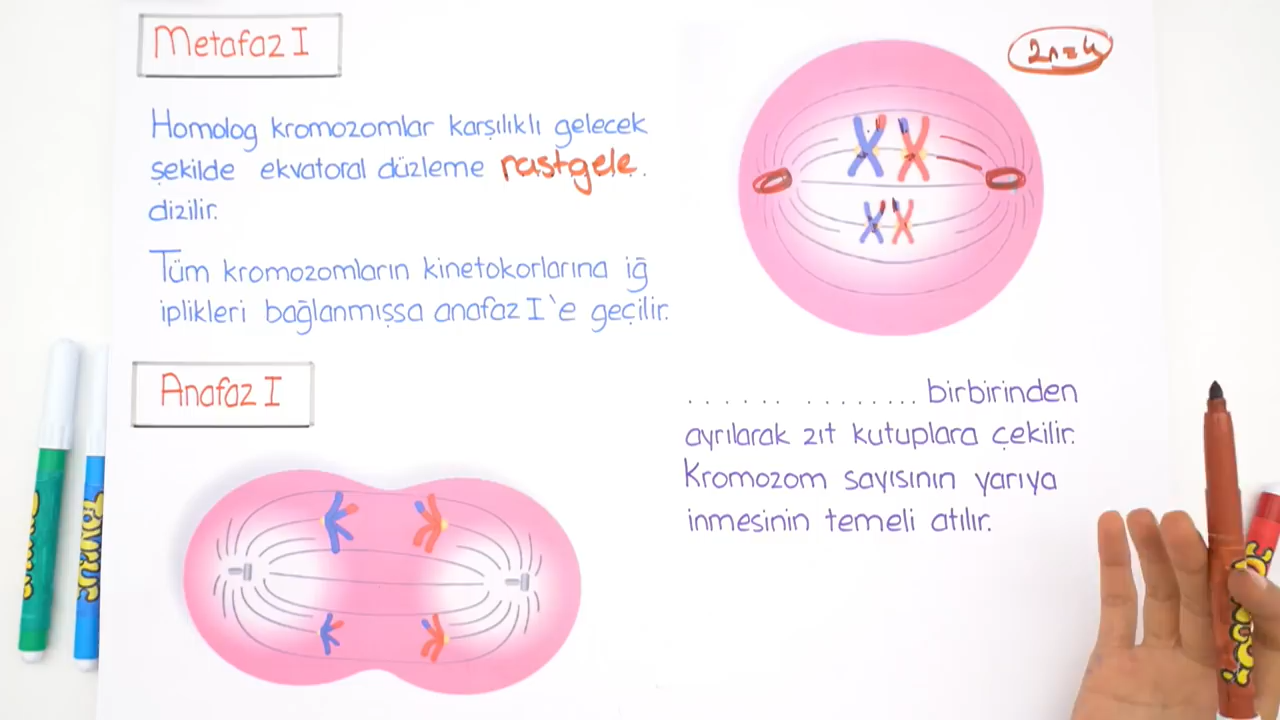 Metafaz I
2n=4
Homolog kromozomlar karşılıklı gelecek
şekilde ekvatoral düzleme rastgele.
dizilir.
Tüm kromozomların kinetokorlarına iğ
iplikleri bağlanmışsa anafaz I'e geçilir.
Anafaz I
. . . . . . . . . . . . . . birbirinden
ayrılarak zıt kutuplara çekilir.
Kromozom sayısının yarıya
inmesinin temeli atılır.